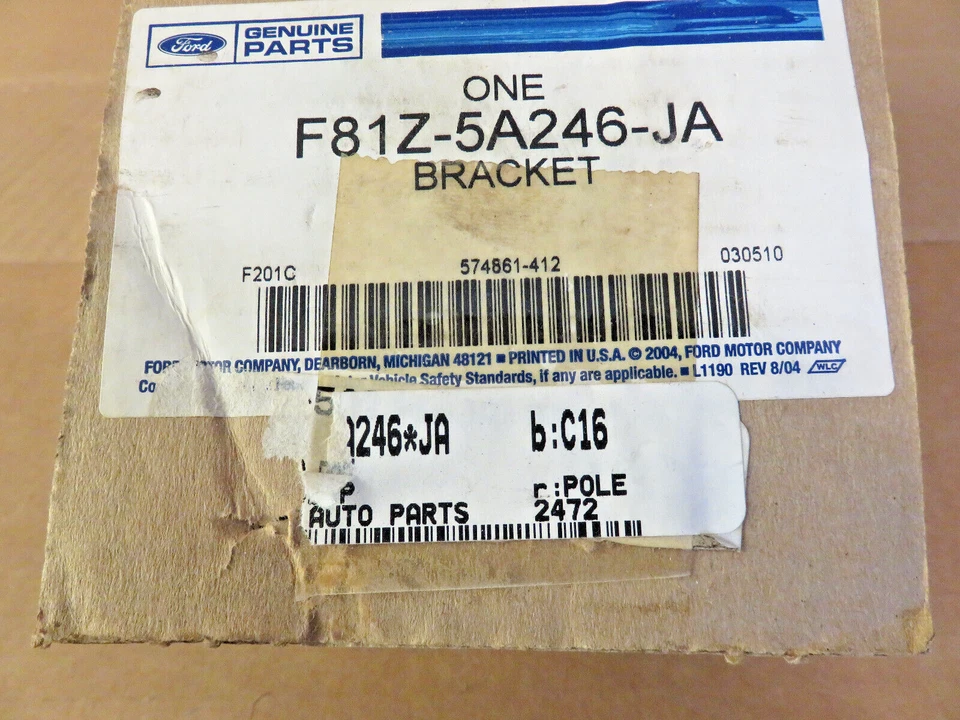 Ford GENUINE PARTS
ONE
F81Z-5A246-JA
BRACKET
F201C 574861-412 030510
FORD MOTOR COMPANY, DEARBORN, MICHIGAN 48121 ■ PRINTED IN U.S.A. © 2004, FORD MOTOR COMPANY
Vehicle Safety Standards, if any are applicable. ■ L1190 REV 8/04 WLC
A246*JA b:C16
P r:POLE
AUTO PARTS 2472